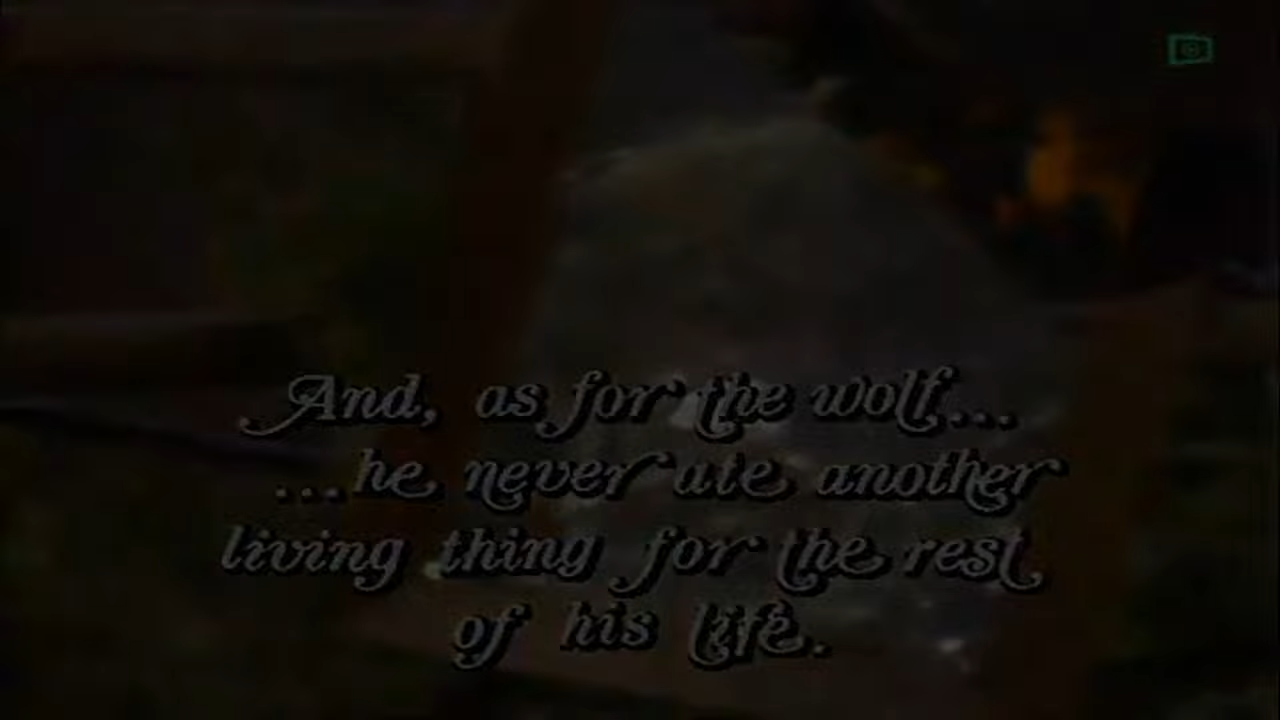 And, as for the wolf...
...he never ate another
living thing for the rest
of his life.